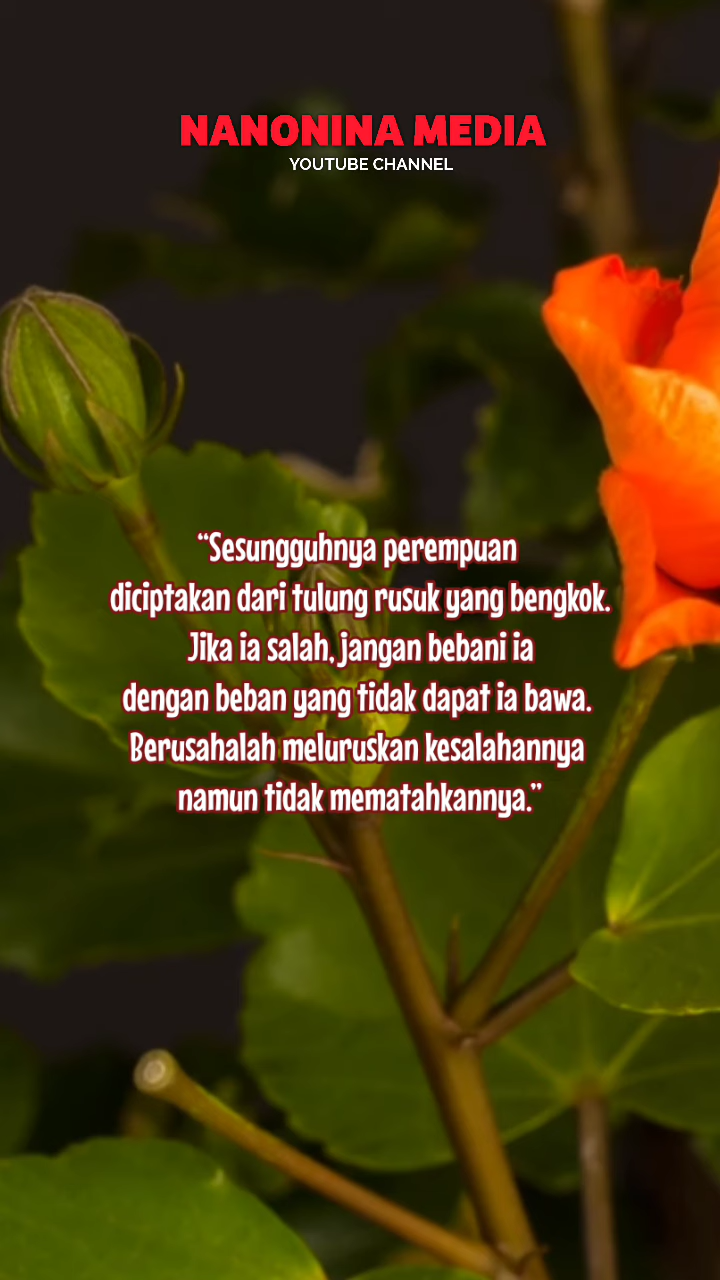 NANONINA MEDIA
YOUTUBE CHANNEL
“Sesungguhnya perempuan
diciptakan dari tulung rusuk yang bengkok.
Jika ia salah, jangan bebani ia
dengan beban yang tidak dapat ia bawa.
Berusahalah meluruskan kesalahannya
namun tidak mematahkannya.”